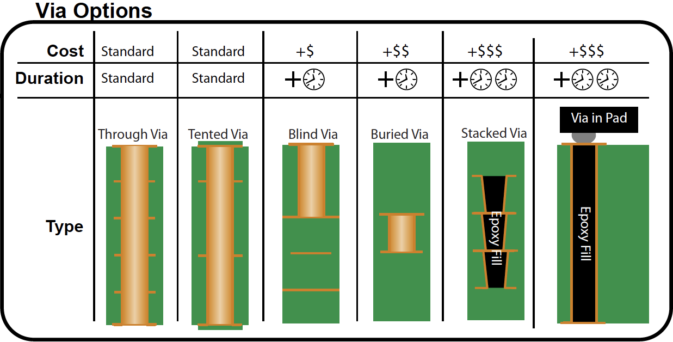 Via Options
Cost Standard Standard +$ +$$ +$$$ +$$$
Duration Standard Standard + + + +
Through Via Tented Via Blind Via Buried Via Stacked Via Via in Pad
Type
Epoxy Fill
Epoxy Fill